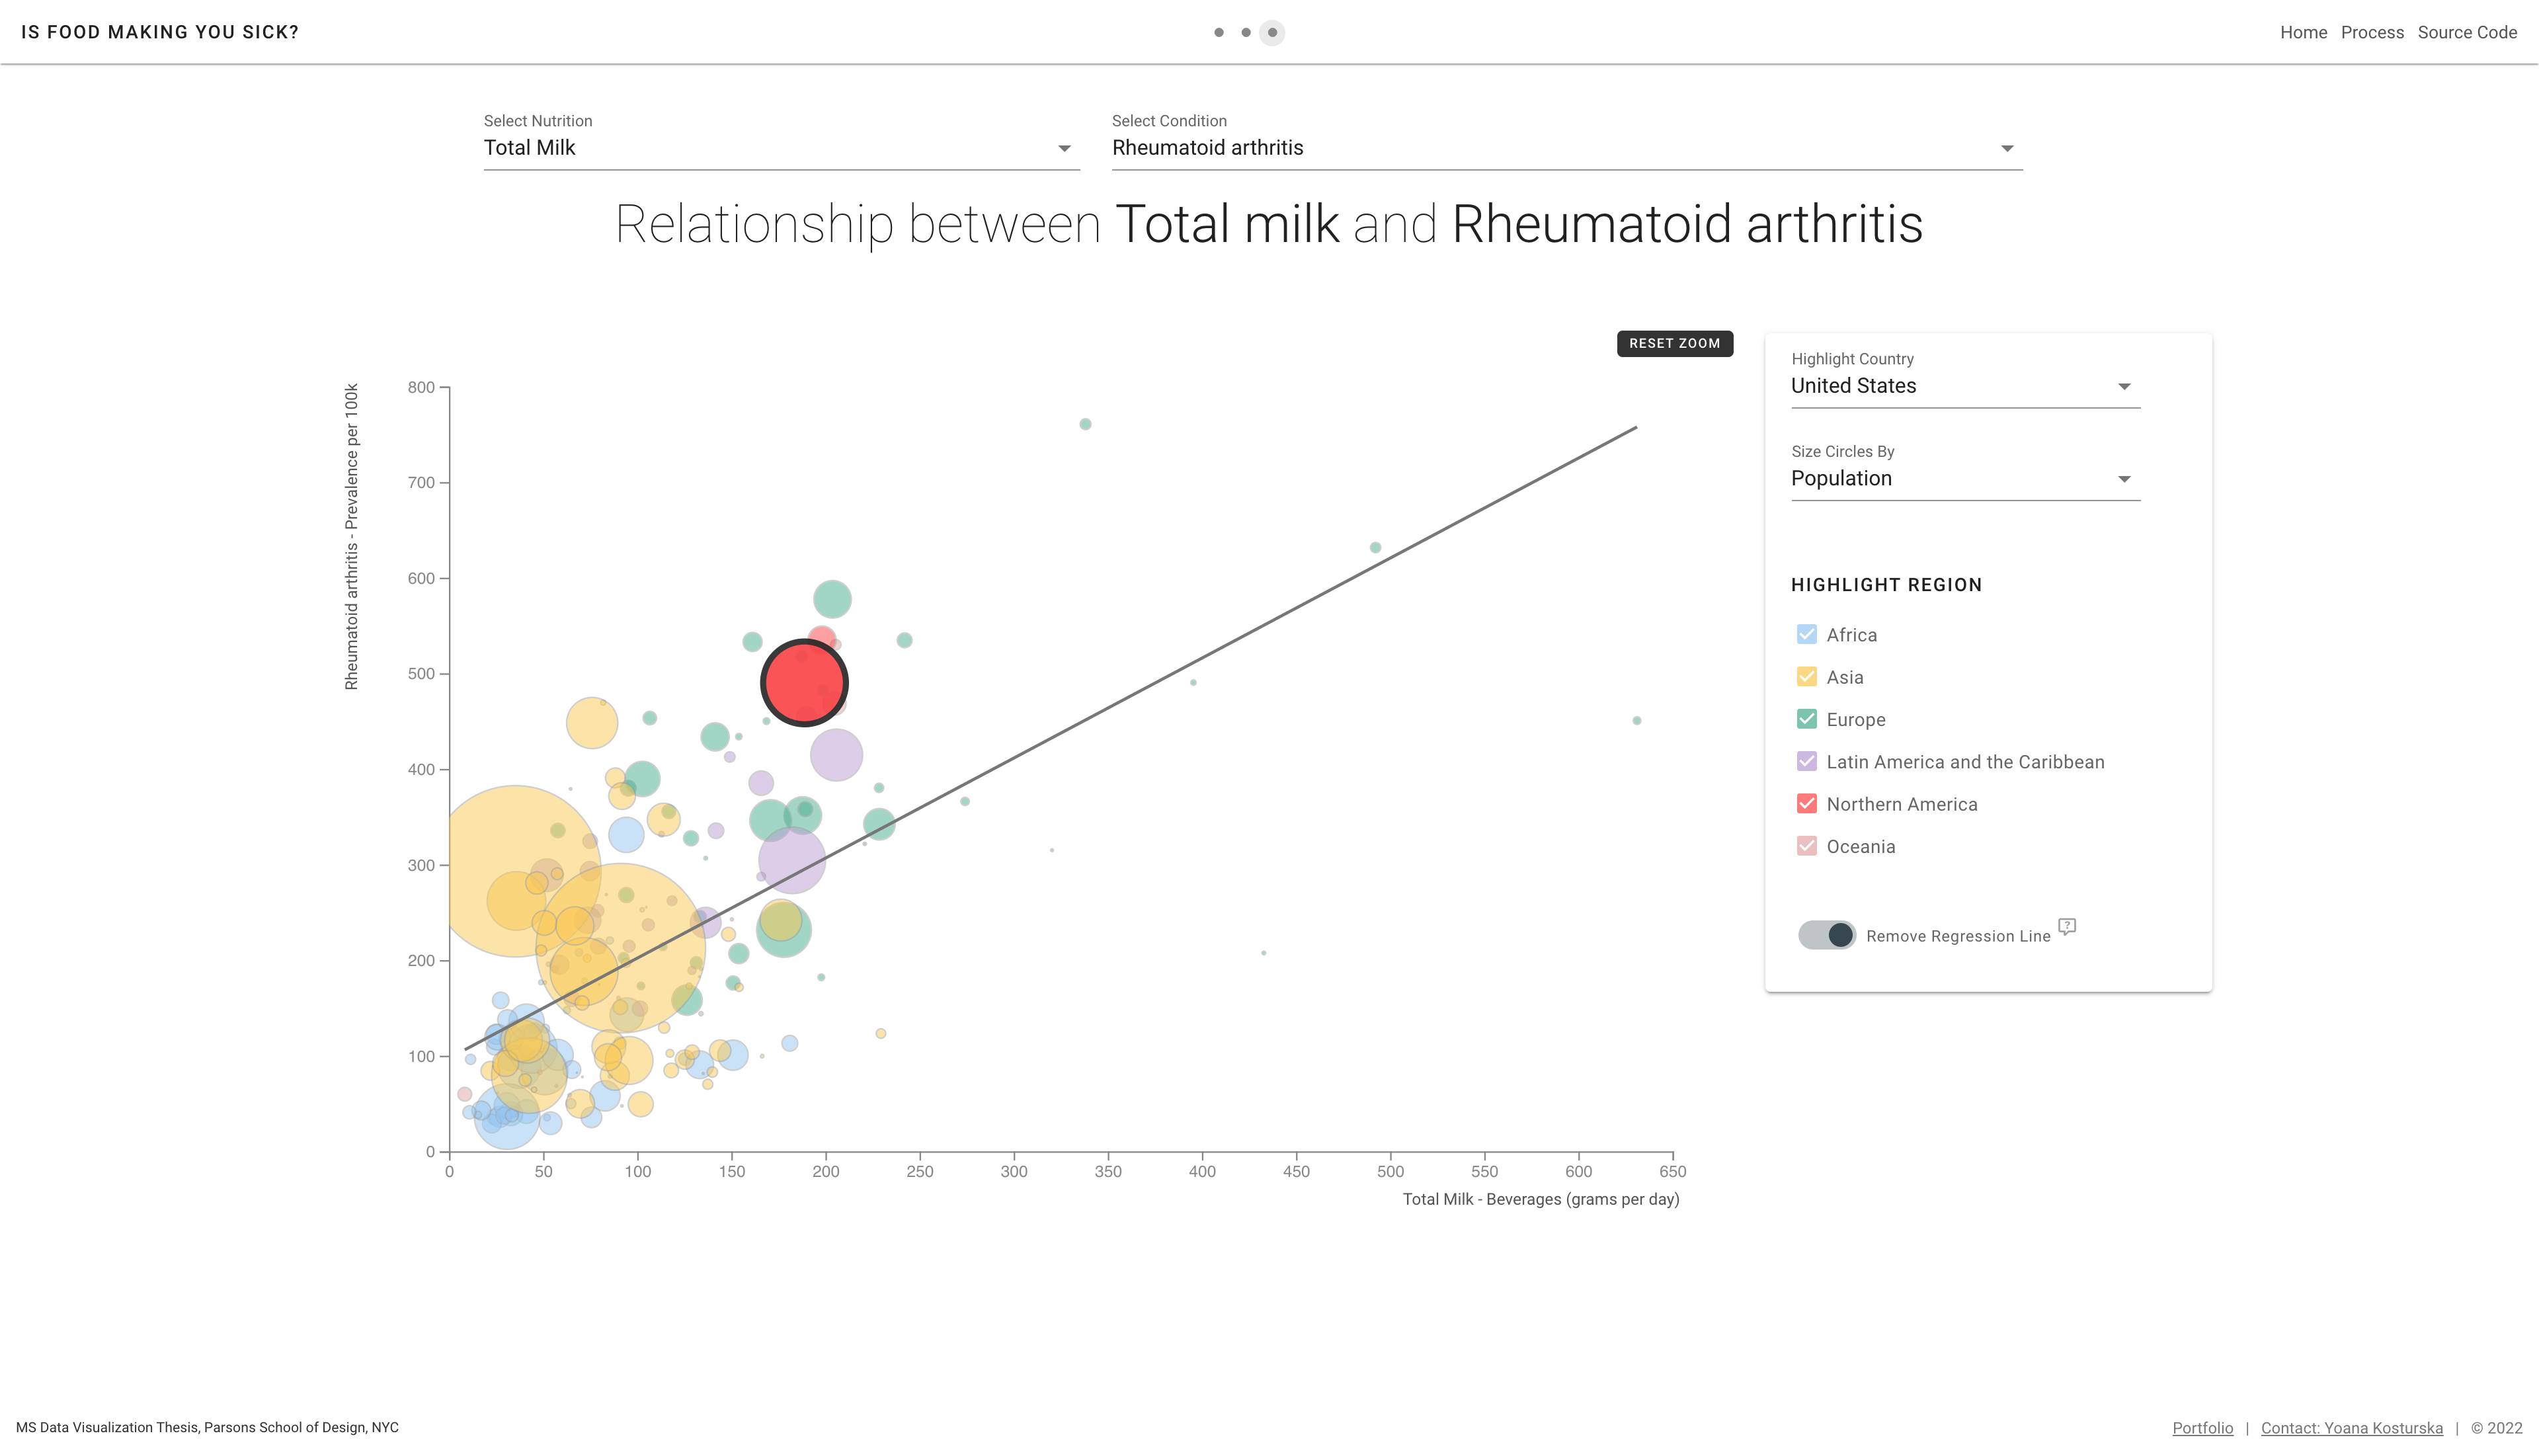 IS FOOD MAKING YOU SICK?
Home Process Source Code
Select Nutrition
Total Milk
Select Condition
Rheumatoid arthritis
Relationship between Total milk and Rheumatoid arthritis
RESET ZOOM
Rheumatoid arthritis - Prevalence per 100k
800
700
600
500
400
300
200
100
0
0 50 100 150 200 250 300 350 400 450 500 550 600 650
Total Milk - Beverages (grams per day)
Highlight Country
United States
Size Circles By
Population
HIGHLIGHT REGION
Africa
Asia
Europe
Latin America and the Caribbean
Northern America
Oceania
Remove Regression Line ?
MS Data Visualization Thesis, Parsons School of Design, NYC
Portfolio | Contact: Yoana Kosturska | © 2022